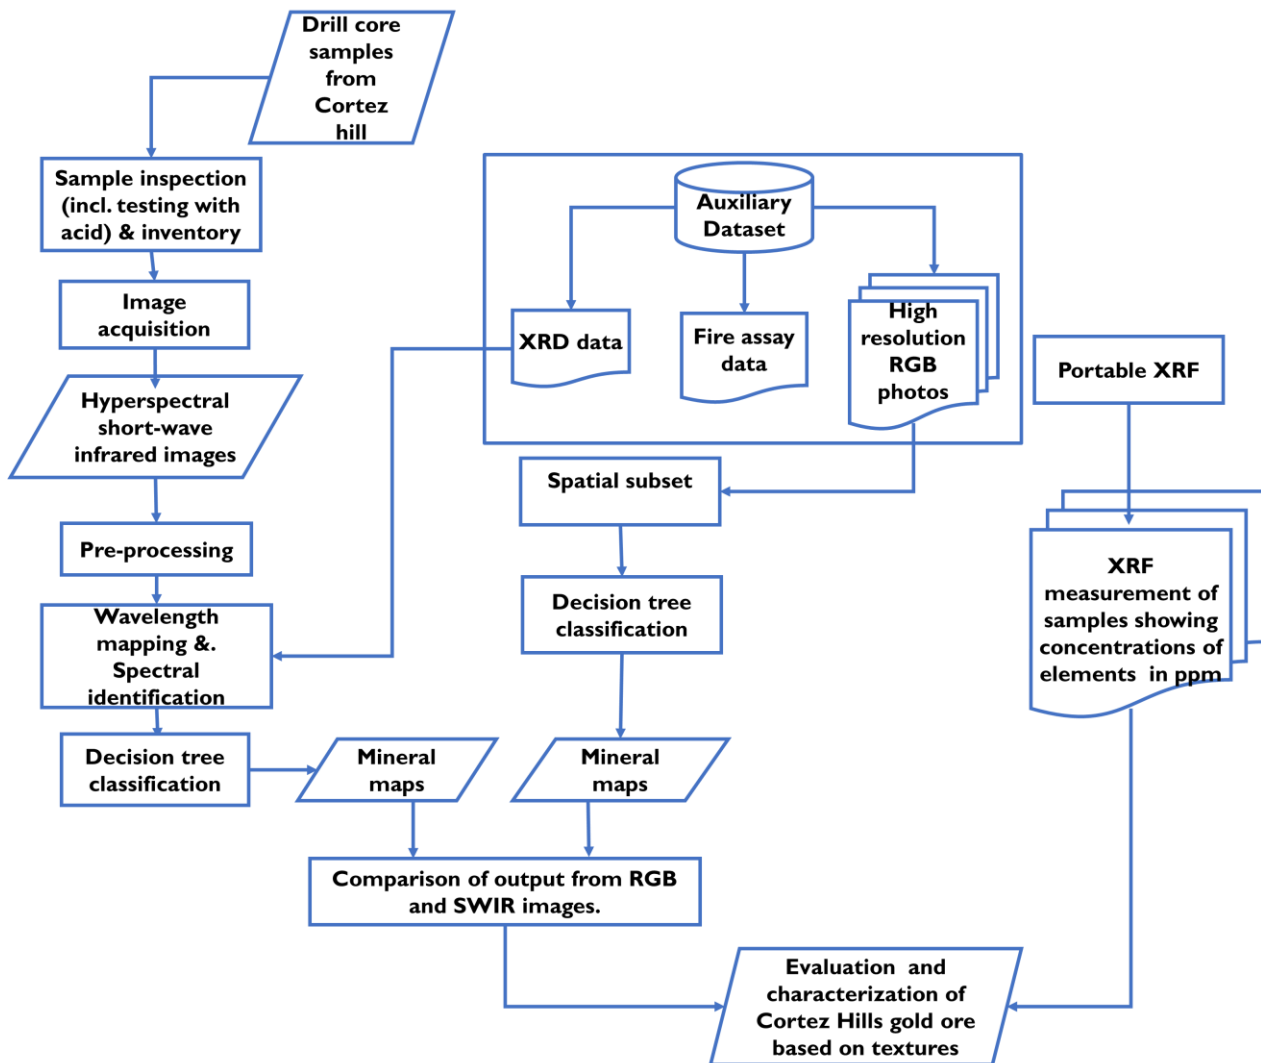 Drill core
samples
from
Cortez
hill
Sample inspection
(incl. testing with
acid) & inventory
Image
acquisition
Hyperspectral
short-wave
infrared images
Pre-processing
Wavelength
mapping &.
Spectral
identification
Decision tree
classification
Mineral
maps
Auxiliary
Dataset
XRD data
Fire assay
data
High
resolution
RGB
photos
Spatial subset
Decision tree
classification
Mineral
maps
Comparison of output from RGB
and SWIR images.
Portable XRF
XRF
measurement of
samples showing
concentrations of
elements in ppm
Evaluation and
characterization of
Cortez Hills gold ore
based on textures